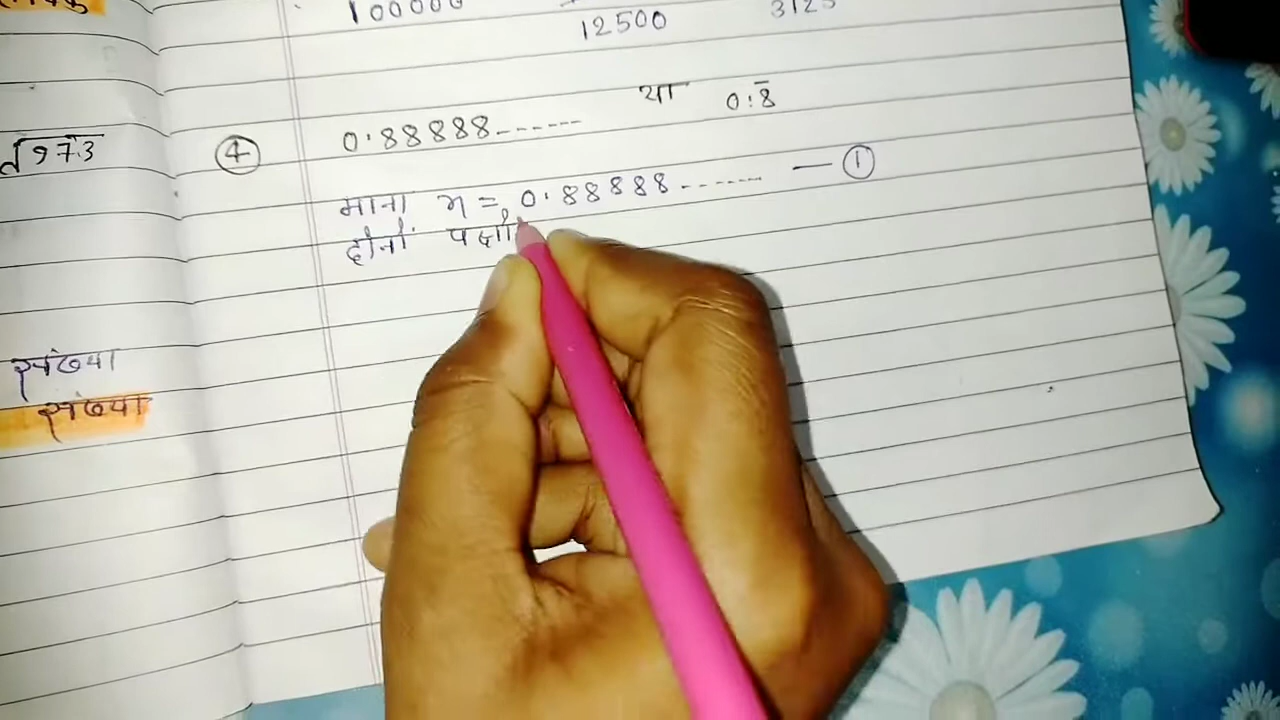 100000 12500 3125
√973
④ 0.88888------ या 0.8̄
माना x = 0.88888------ — ①
दोनों पक्षों
संख्या
संख्या